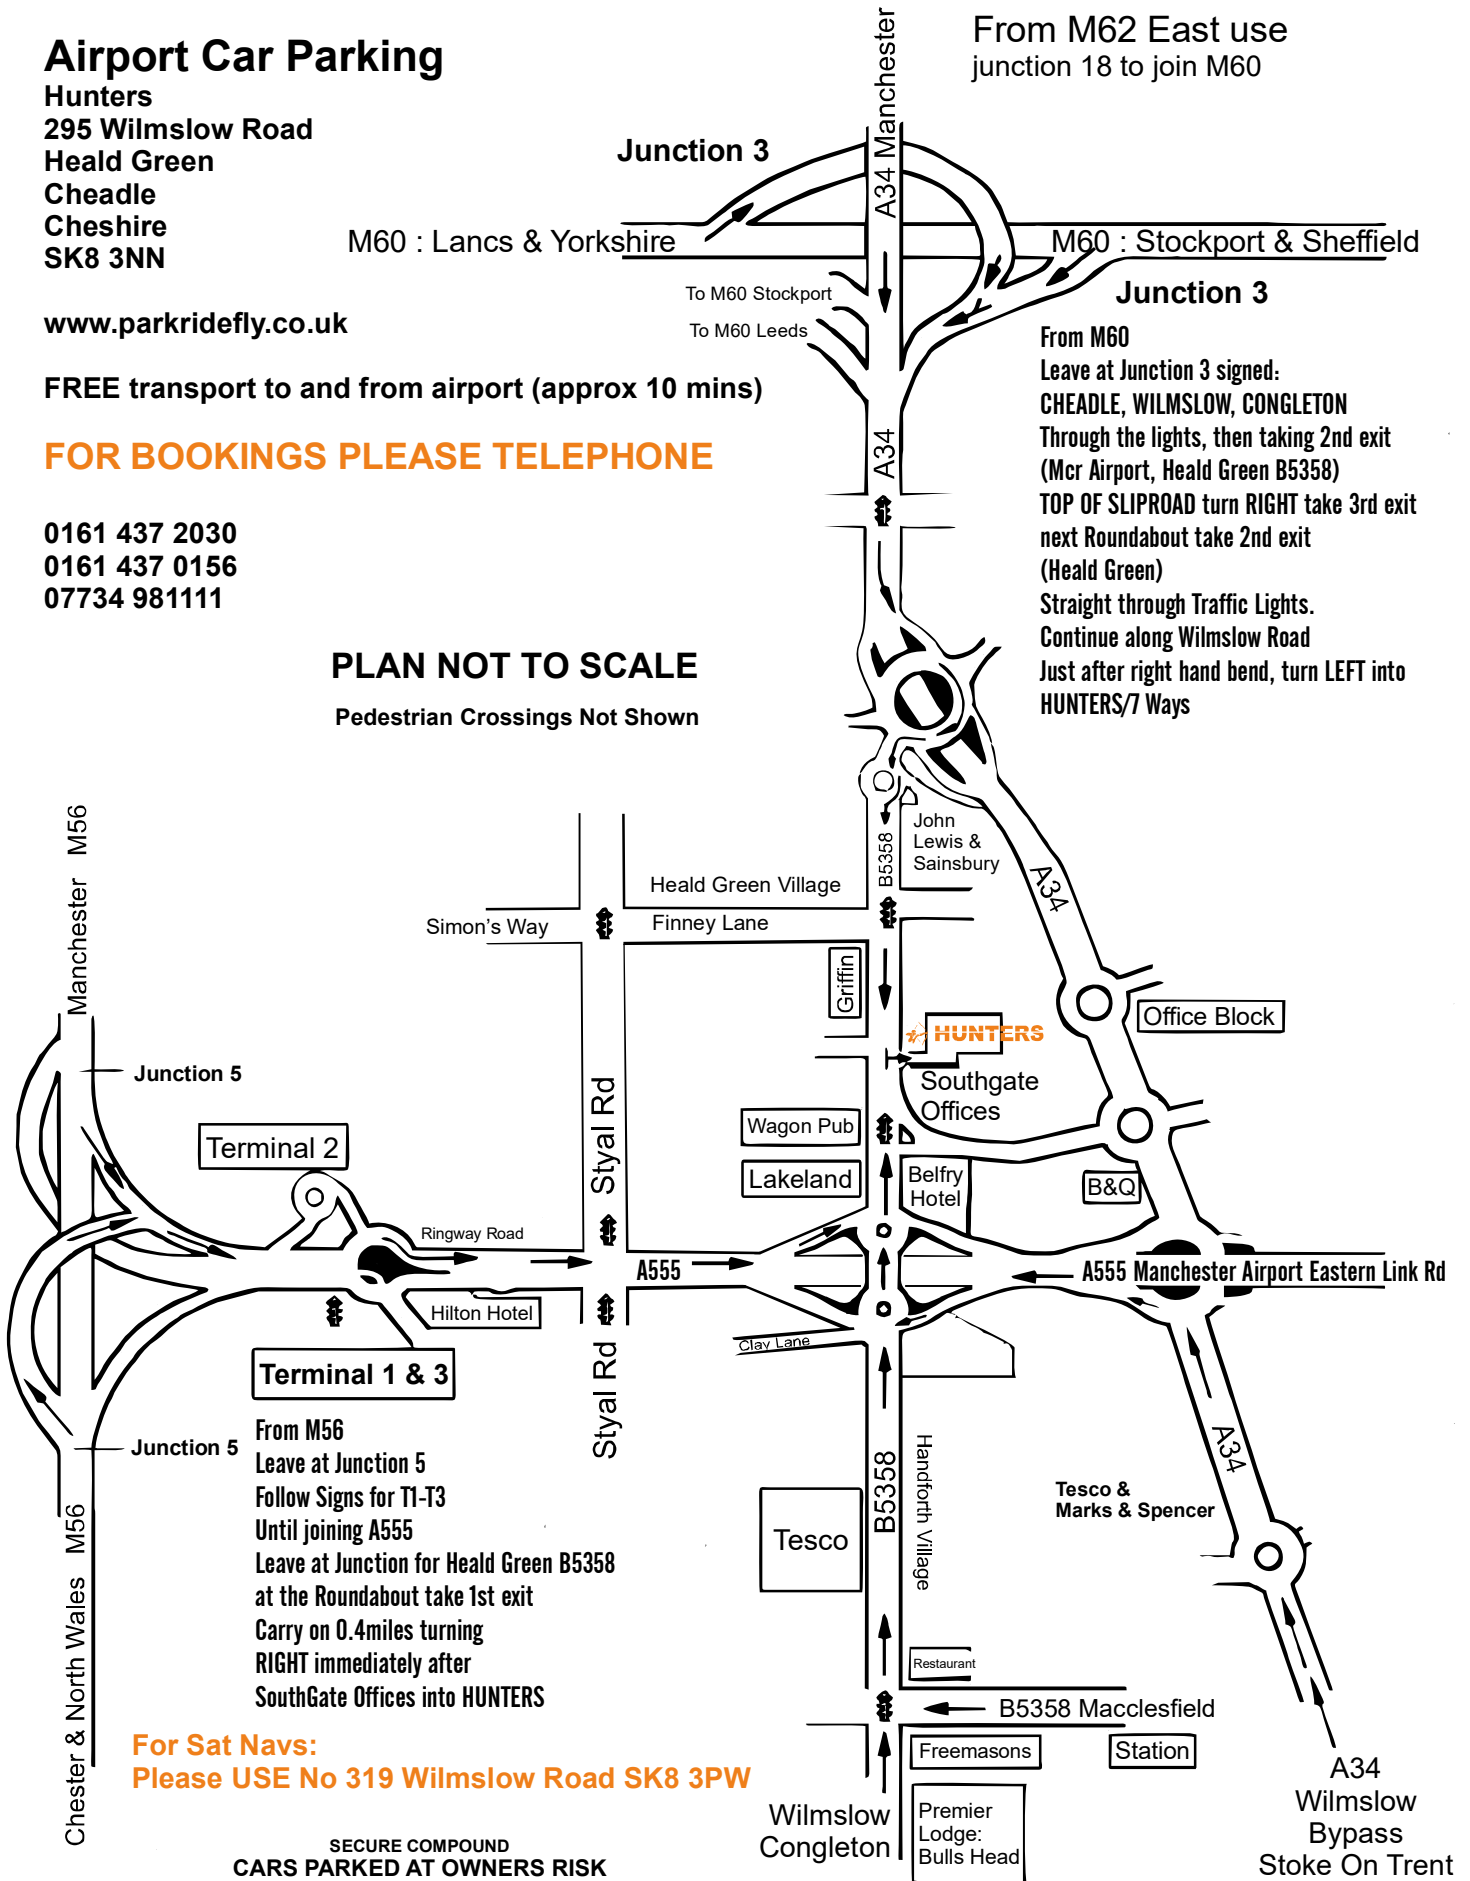 Airport Car Parking
Hunters
295 Wilmslow Road
Heald Green
Cheadle
Cheshire
SK8 3NN
www.parkridefly.co.uk
FREE transport to and from airport (approx 10 mins)
FOR BOOKINGS PLEASE TELEPHONE
0161 437 2030
0161 437 0156
07734 981111
PLAN NOT TO SCALE
Pedestrian Crossings Not Shown
From M62 East use
junction 18 to join M60
A34 Manchester
Junction 3
M60 : Lancs & Yorkshire
M60 : Stockport & Sheffield
Junction 3
To M60 Stockport
To M60 Leeds
From M60
Leave at Junction 3 signed:
CHEADLE, WILMSLOW, CONGLETON
Through the lights, then taking 2nd exit
(Mcr Airport, Heald Green B5358)
TOP OF SLIPROAD turn RIGHT take 3rd exit
next Roundabout take 2nd exit
(Heald Green)
Straight through Traffic Lights.
Continue along Wilmslow Road
Just after right hand bend, turn LEFT into
HUNTERS/7 Ways
A34
John
Lewis &
Sainsbury
B5358
A34
Heald Green Village
Simon's Way
Finney Lane
Griffin
HUNTERS
Office Block
Southgate
Offices
Manchester M56
Junction 5
Terminal 2
Styal Rd
Wagon Pub
Lakeland
Belfry
Hotel
B&Q
Ringway Road
A555
A555 Manchester Airport Eastern Link Rd
Hilton Hotel
Clay Lane
Terminal 1 & 3
Styal Rd
Junction 5
From M56
Leave at Junction 5
Follow Signs for T1-T3
Until joining A555
Leave at Junction for Heald Green B5358
at the Roundabout take 1st exit
Carry on 0.4miles turning
RIGHT immediately after
SouthGate Offices into HUNTERS
Chester & North Wales M56
B5358
Handforth Village
A34
Tesco &
Marks & Spencer
Tesco
Restaurant
B5358 Macclesfield
Freemasons
Station
For Sat Navs:
Please USE No 319 Wilmslow Road SK8 3PW
Wilmslow
Congleton
Premier
Lodge:
Bulls Head
A34
Wilmslow
Bypass
Stoke On Trent
SECURE COMPOUND
CARS PARKED AT OWNERS RISK